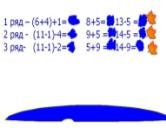 1 ряд – (6+4)+1= 8+5= 13-5 =
2 ряд - (11-1)-4= 9+5 = 14-5 =
3 ряд- (11-1)-2= 5+9 = 14-9=